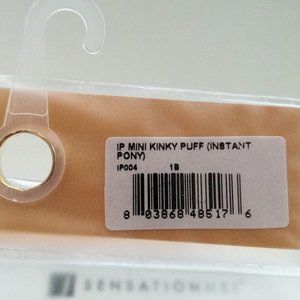 IP MINI KINKY PUFF (INSTANT
PONY)
IP004 1B
8 03868 48517 6
SENSATIONNEL